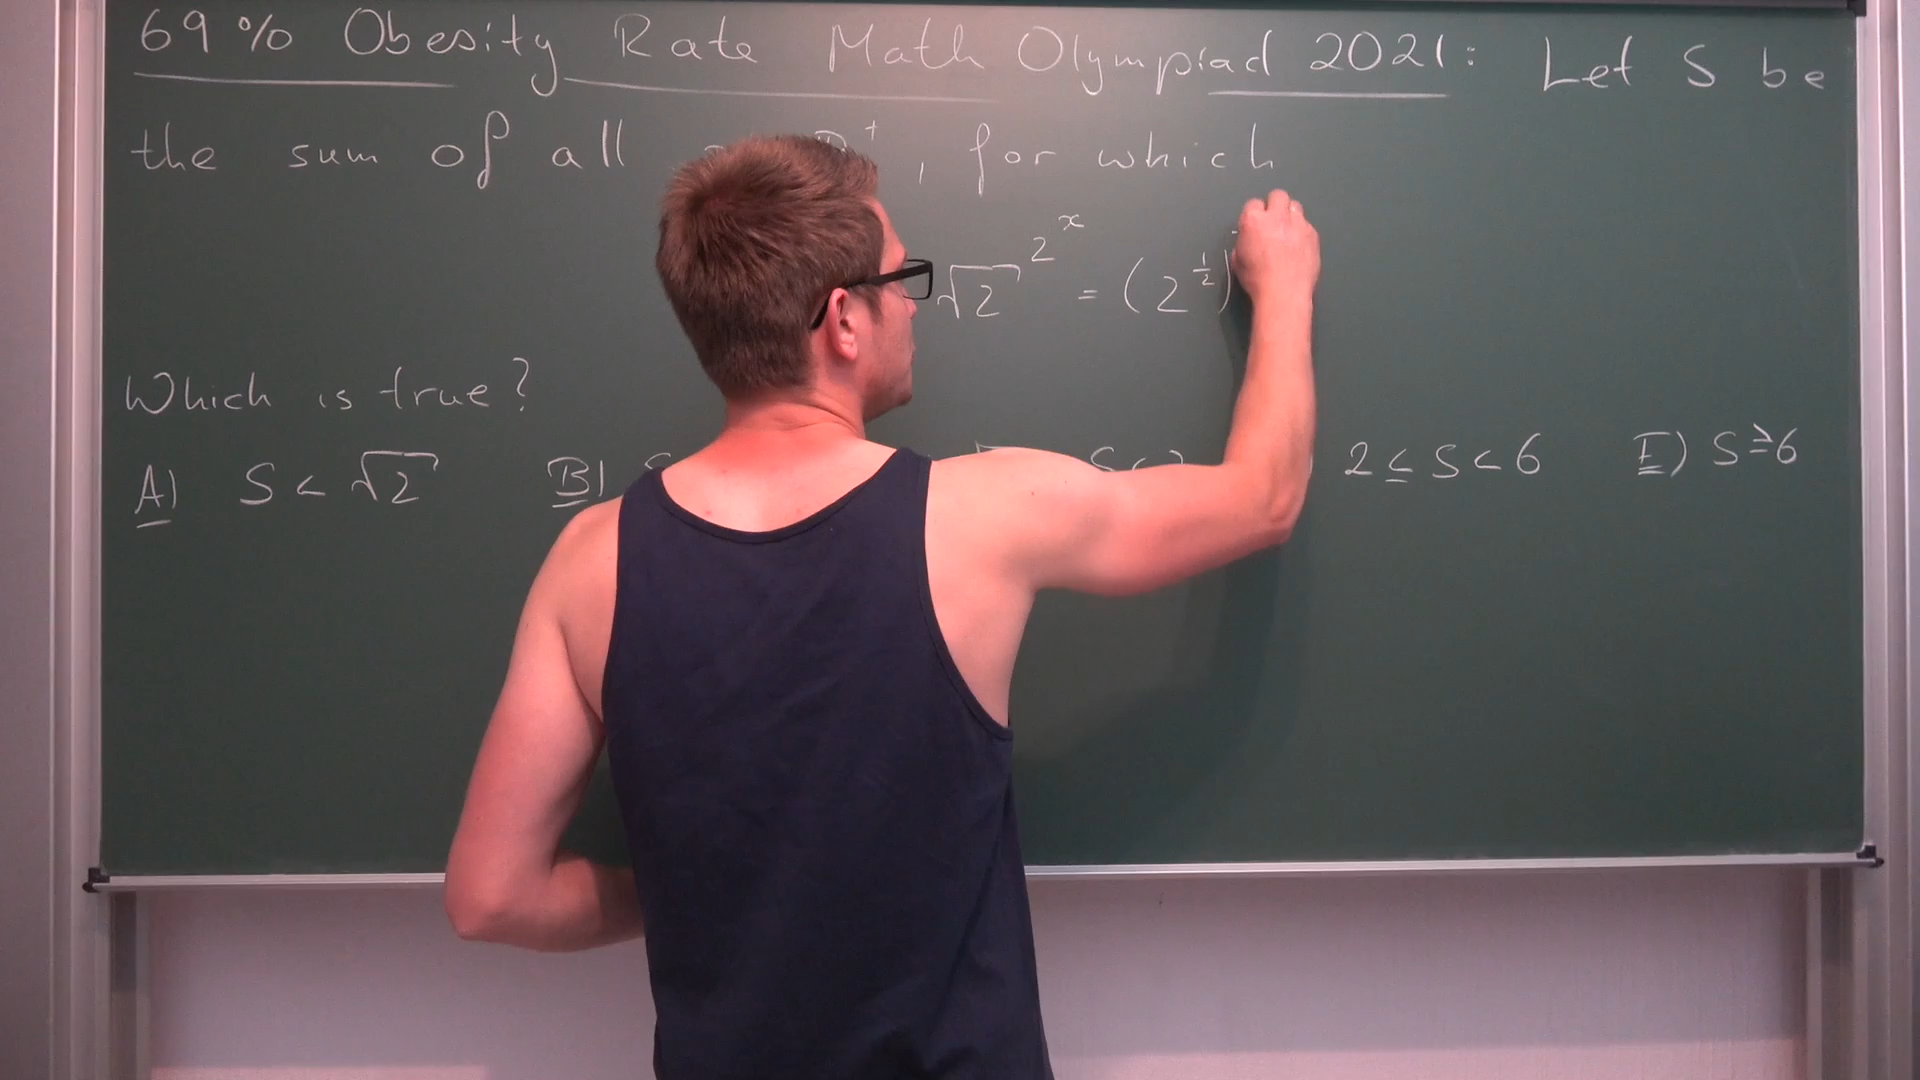 69% Obesity Rate Math Olympiad 2021: Let S be
the sum of all R⁺, for which
√2^2^x = (2^½)
Which is true?
A) S < √2 B) S S < 2 2 ≤ S < 6 E) S ≥ 6